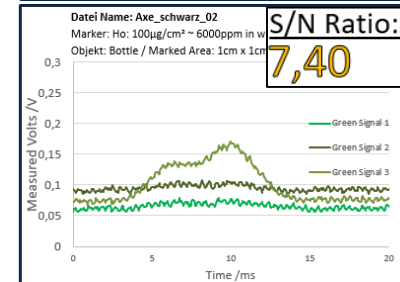 Datei Name: Axe_schwarz_02
Marker: Ho: 100µg/cm² ~ 6000ppm in w
Objekt: Bottle / Marked Area: 1cm x 1cm
S/N Ratio:
7,40
0,3
0,25
0,2
0,15
0,1
0,05
0
Measured Volts /V
Green Signal 1
Green Signal 2
Green Signal 3
0
5
10
15
20
Time /ms